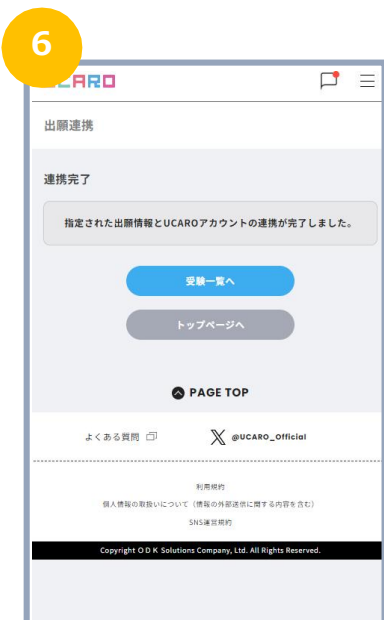 6
UCARO
出願連携
連携完了
指定された出願情報とUCAROアカウントの連携が完了しました。
受験一覧へ
トップページへ
PAGE TOP
よくある質問
@UCARO_Official
利用規約
個人情報の取扱いについて（情報の外部送信に関する内容を含む）
SNS運営規約
Copyright O D K Solutions Company, Ltd. All Rights Reserved.